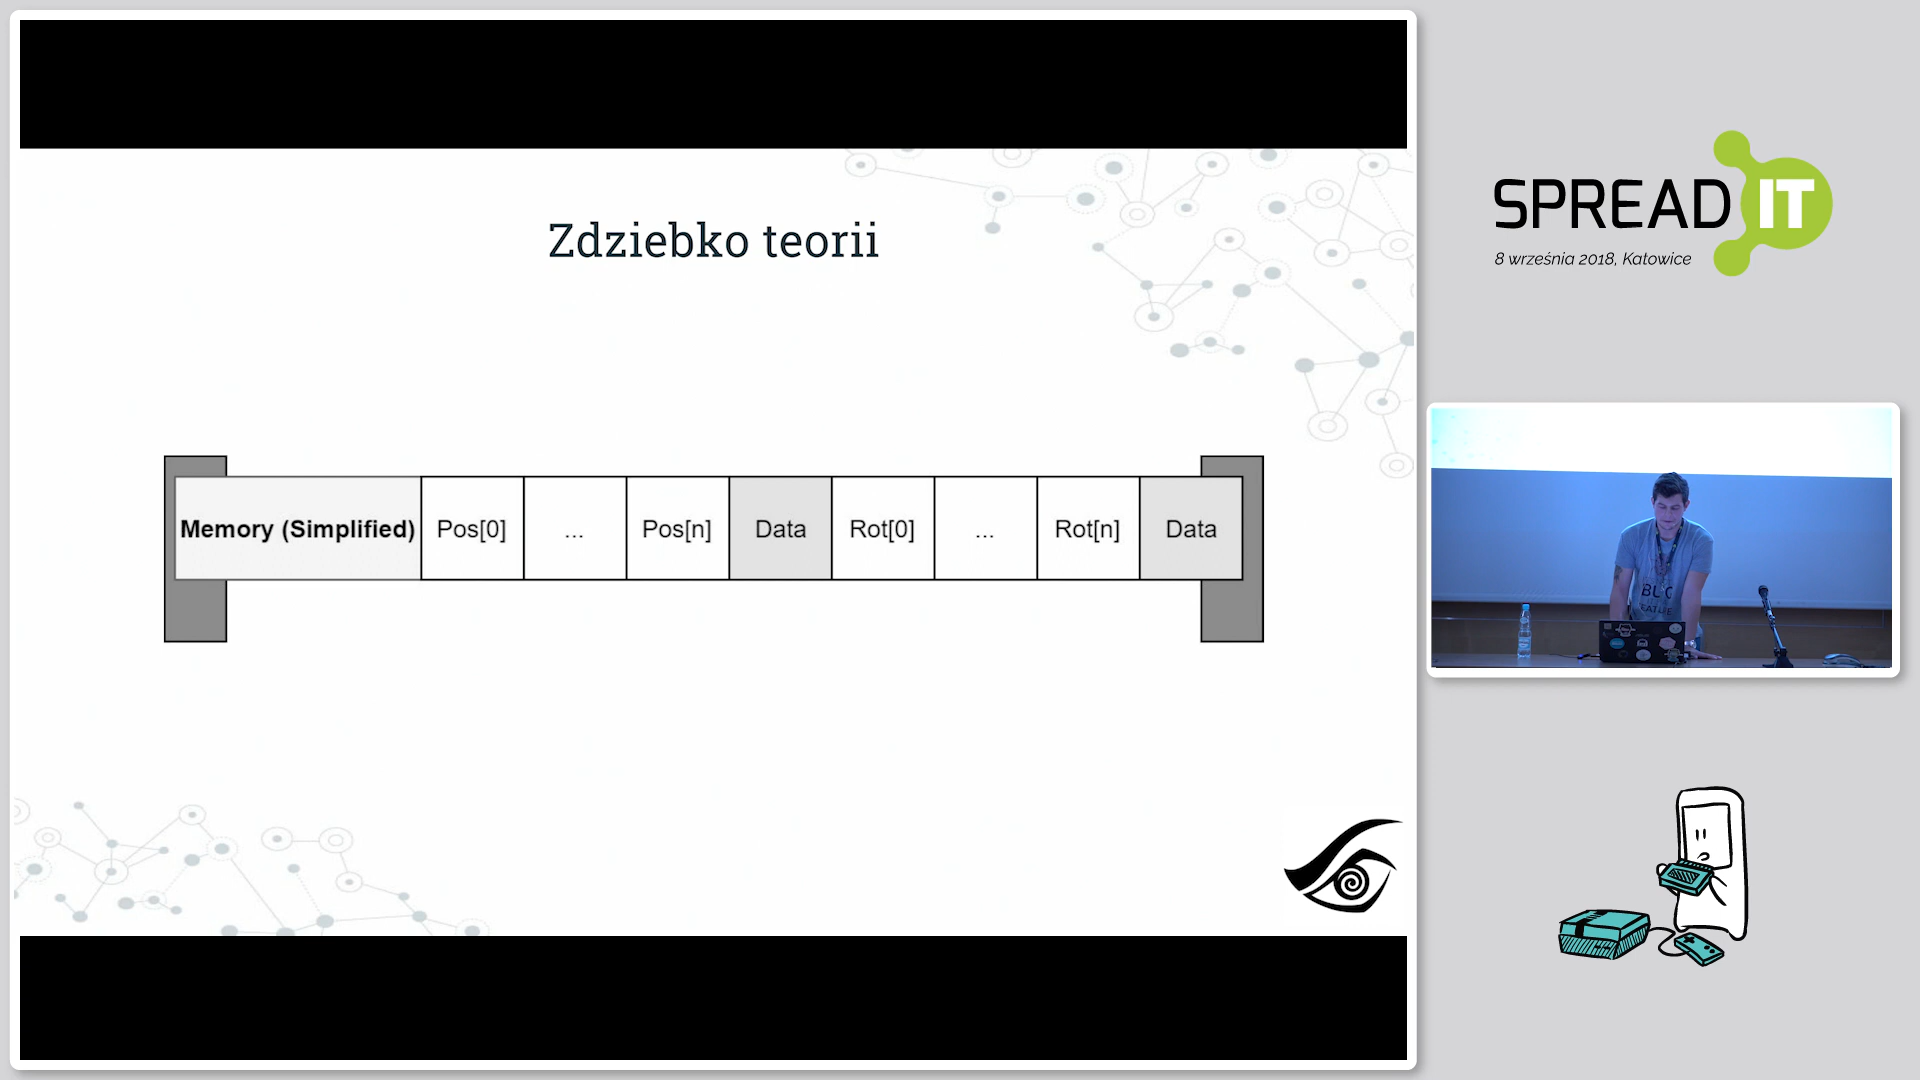 Zdziebko teorii
Memory (Simplified) Pos[0] ... Pos[n] Data Rot[0] ... Rot[n] Data
SPREAD IT
8 września 2018, Katowice